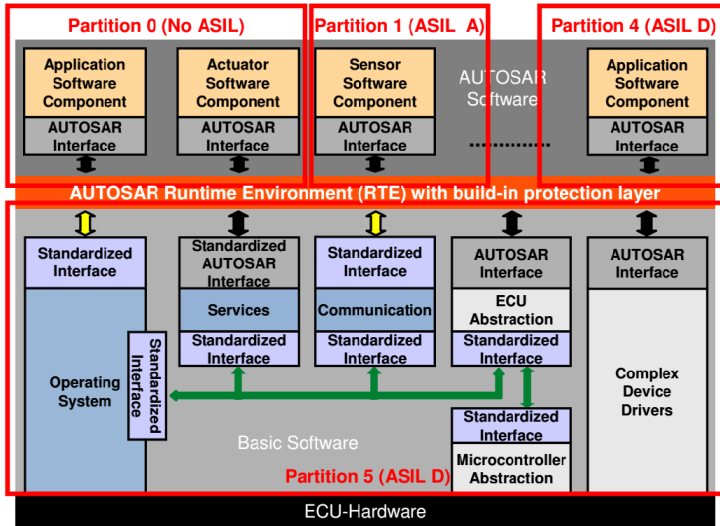 Partition 0 (No ASIL)
Partition 1 (ASIL A)
Partition 4 (ASIL D)
Application
Software
Component
AUTOSAR
Interface
Actuator
Software
Component
AUTOSAR
Interface
Sensor
Software
Component
AUTOSAR
Interface
AUTOSAR
Software
..............
Application
Software
Component
AUTOSAR
Interface
AUTOSAR Runtime Environment (RTE) with build-in protection layer
Standardized
Interface
Operating
System
Standardized
Interface
Standardized
AUTOSAR
Interface
Services
Standardized
Interface
Standardized
Interface
Communication
Standardized
Interface
AUTOSAR
Interface
ECU
Abstraction
Standardized
Interface
Standardized
Interface
Microcontroller
Abstraction
AUTOSAR
Interface
Complex
Device
Drivers
Basic Software
Partition 5 (ASIL D)
ECU-Hardware